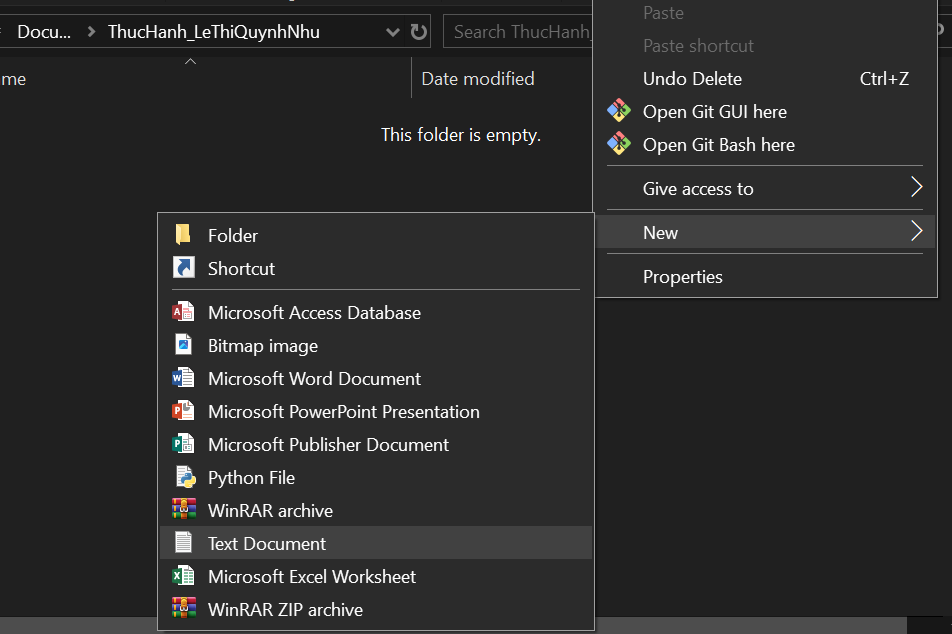 Docu... > ThucHanh_LeThiQuynhNhu
Search ThucHanh_
me
Date modified
This folder is empty.
Paste
Paste shortcut
Undo Delete Ctrl+Z
Open Git GUI here
Open Git Bash here
Give access to
New
Properties
Folder
Shortcut
Microsoft Access Database
Bitmap image
Microsoft Word Document
Microsoft PowerPoint Presentation
Microsoft Publisher Document
Python File
WinRAR archive
Text Document
Microsoft Excel Worksheet
WinRAR ZIP archive